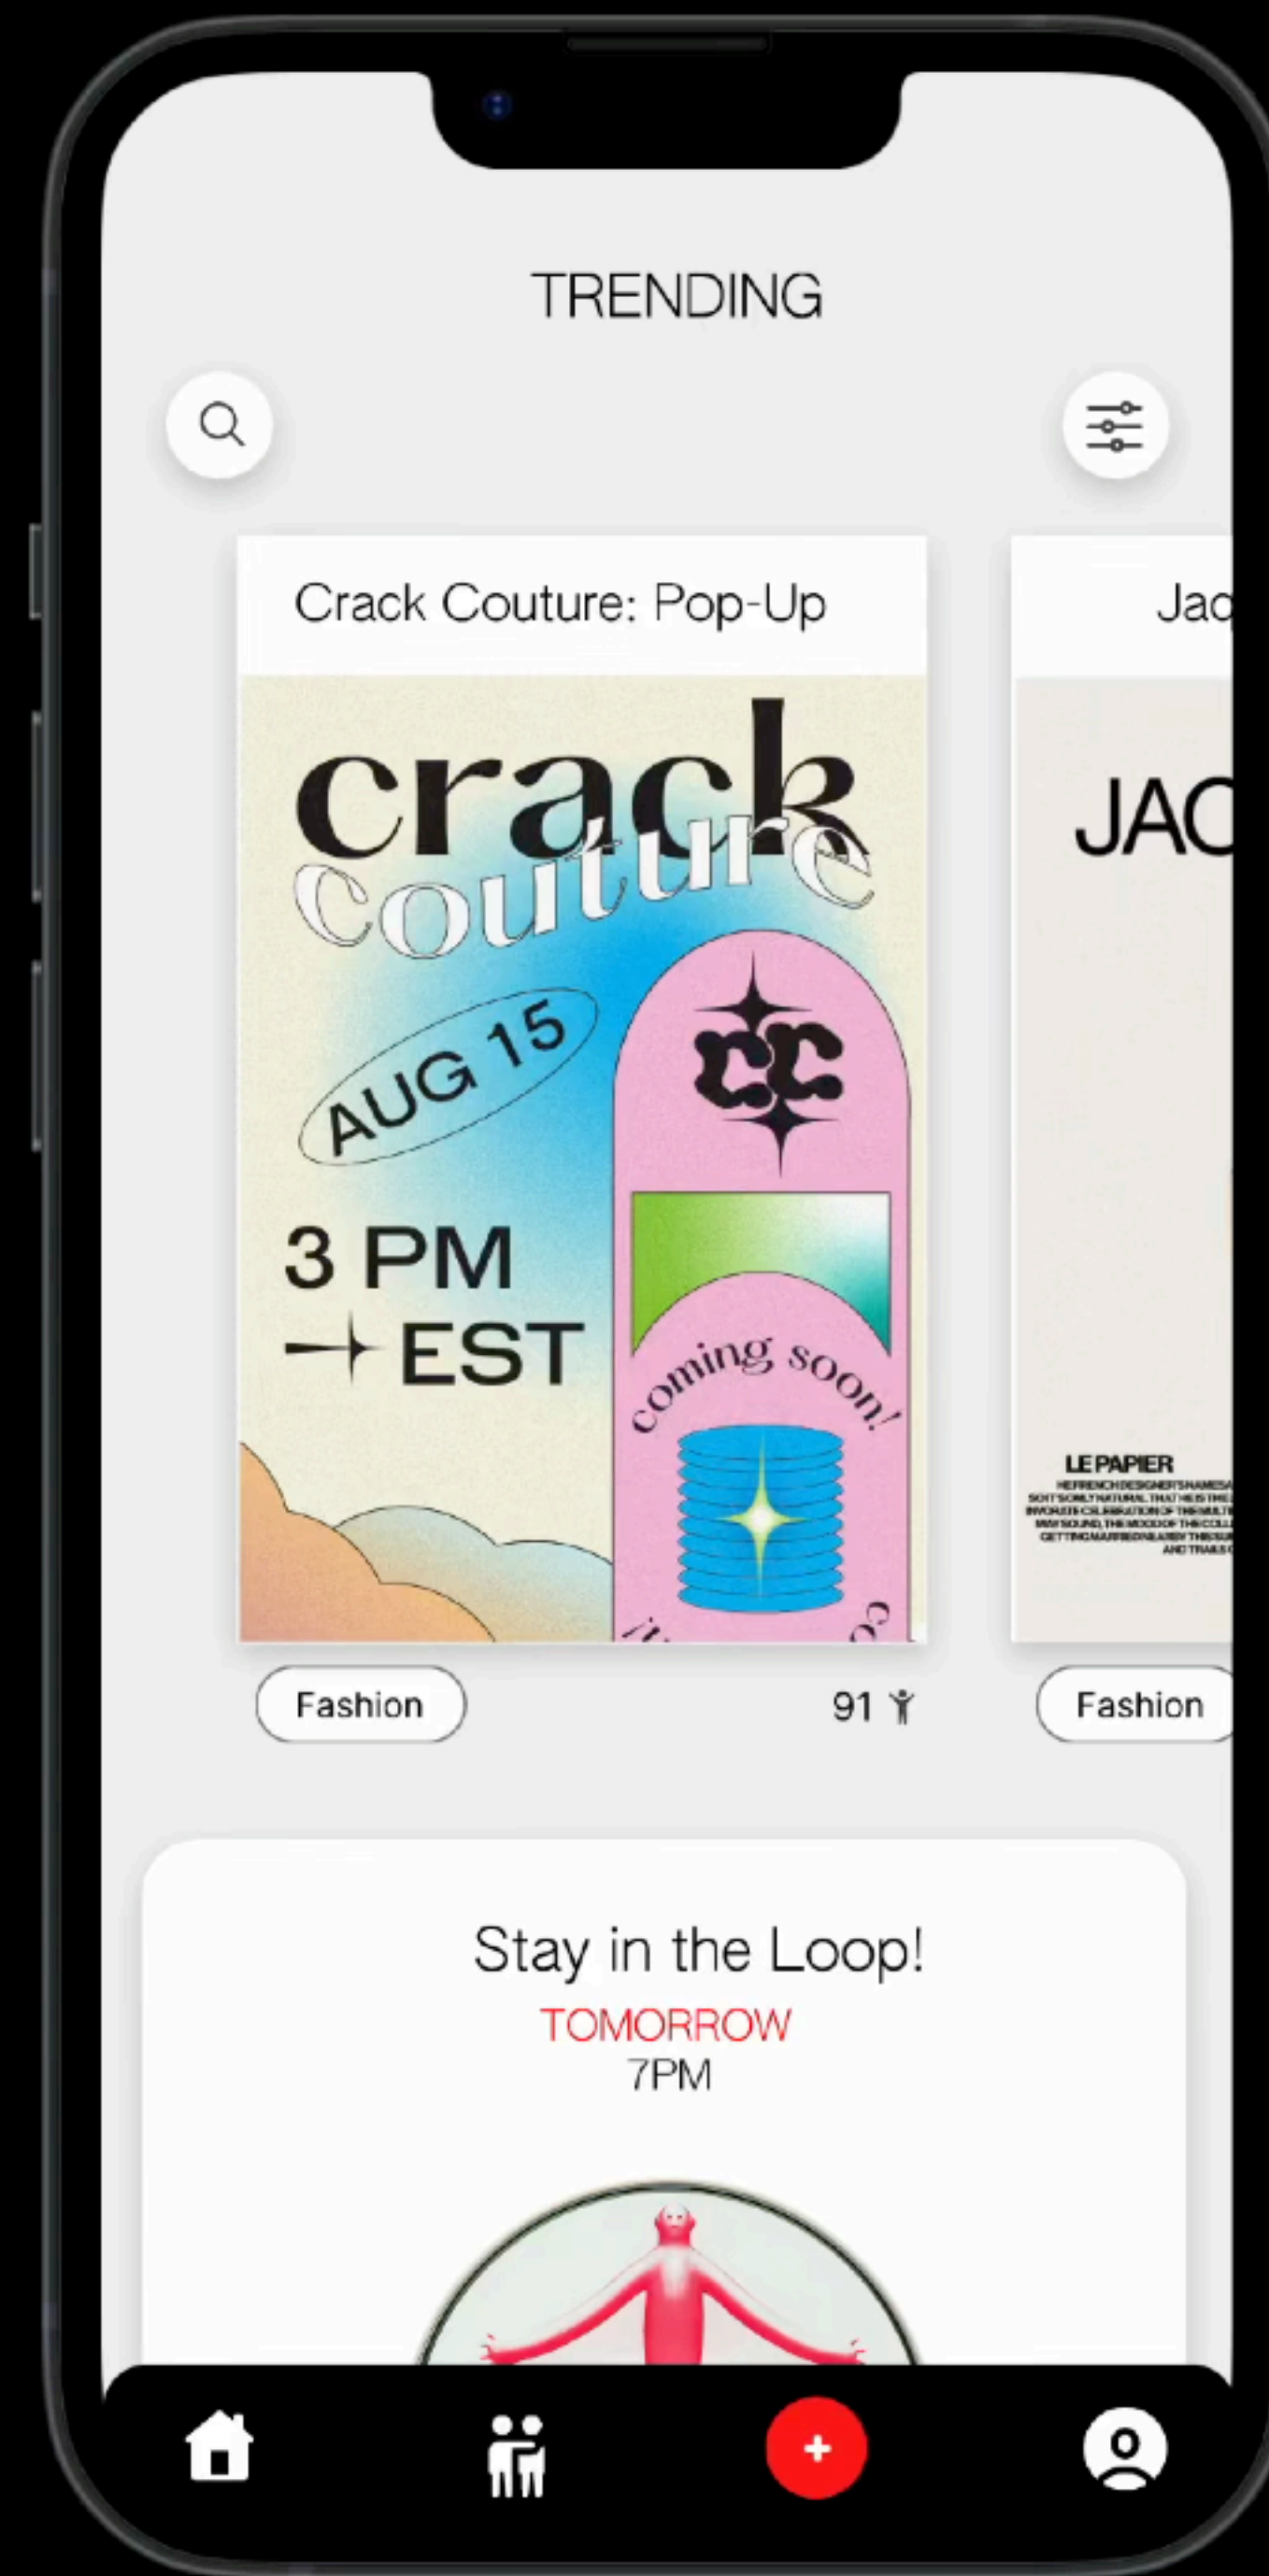 TRENDING
Crack Couture: Pop-Up
crack
couture
AUG 15
3 PM
EST
cc
coming soon!
Fashion
91
Jac
JAC
LE PAPIER
Fashion
Stay in the Loop!
TOMORROW
7PM